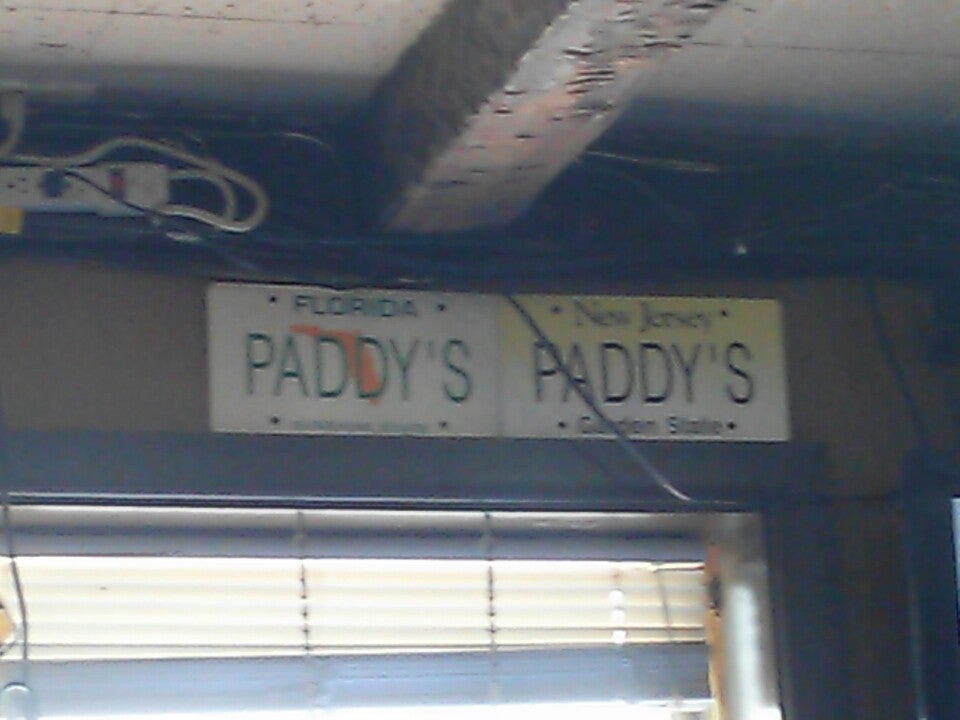 FLORIDA
PADDY'S
New Jersey
PADDY'S
Garden State